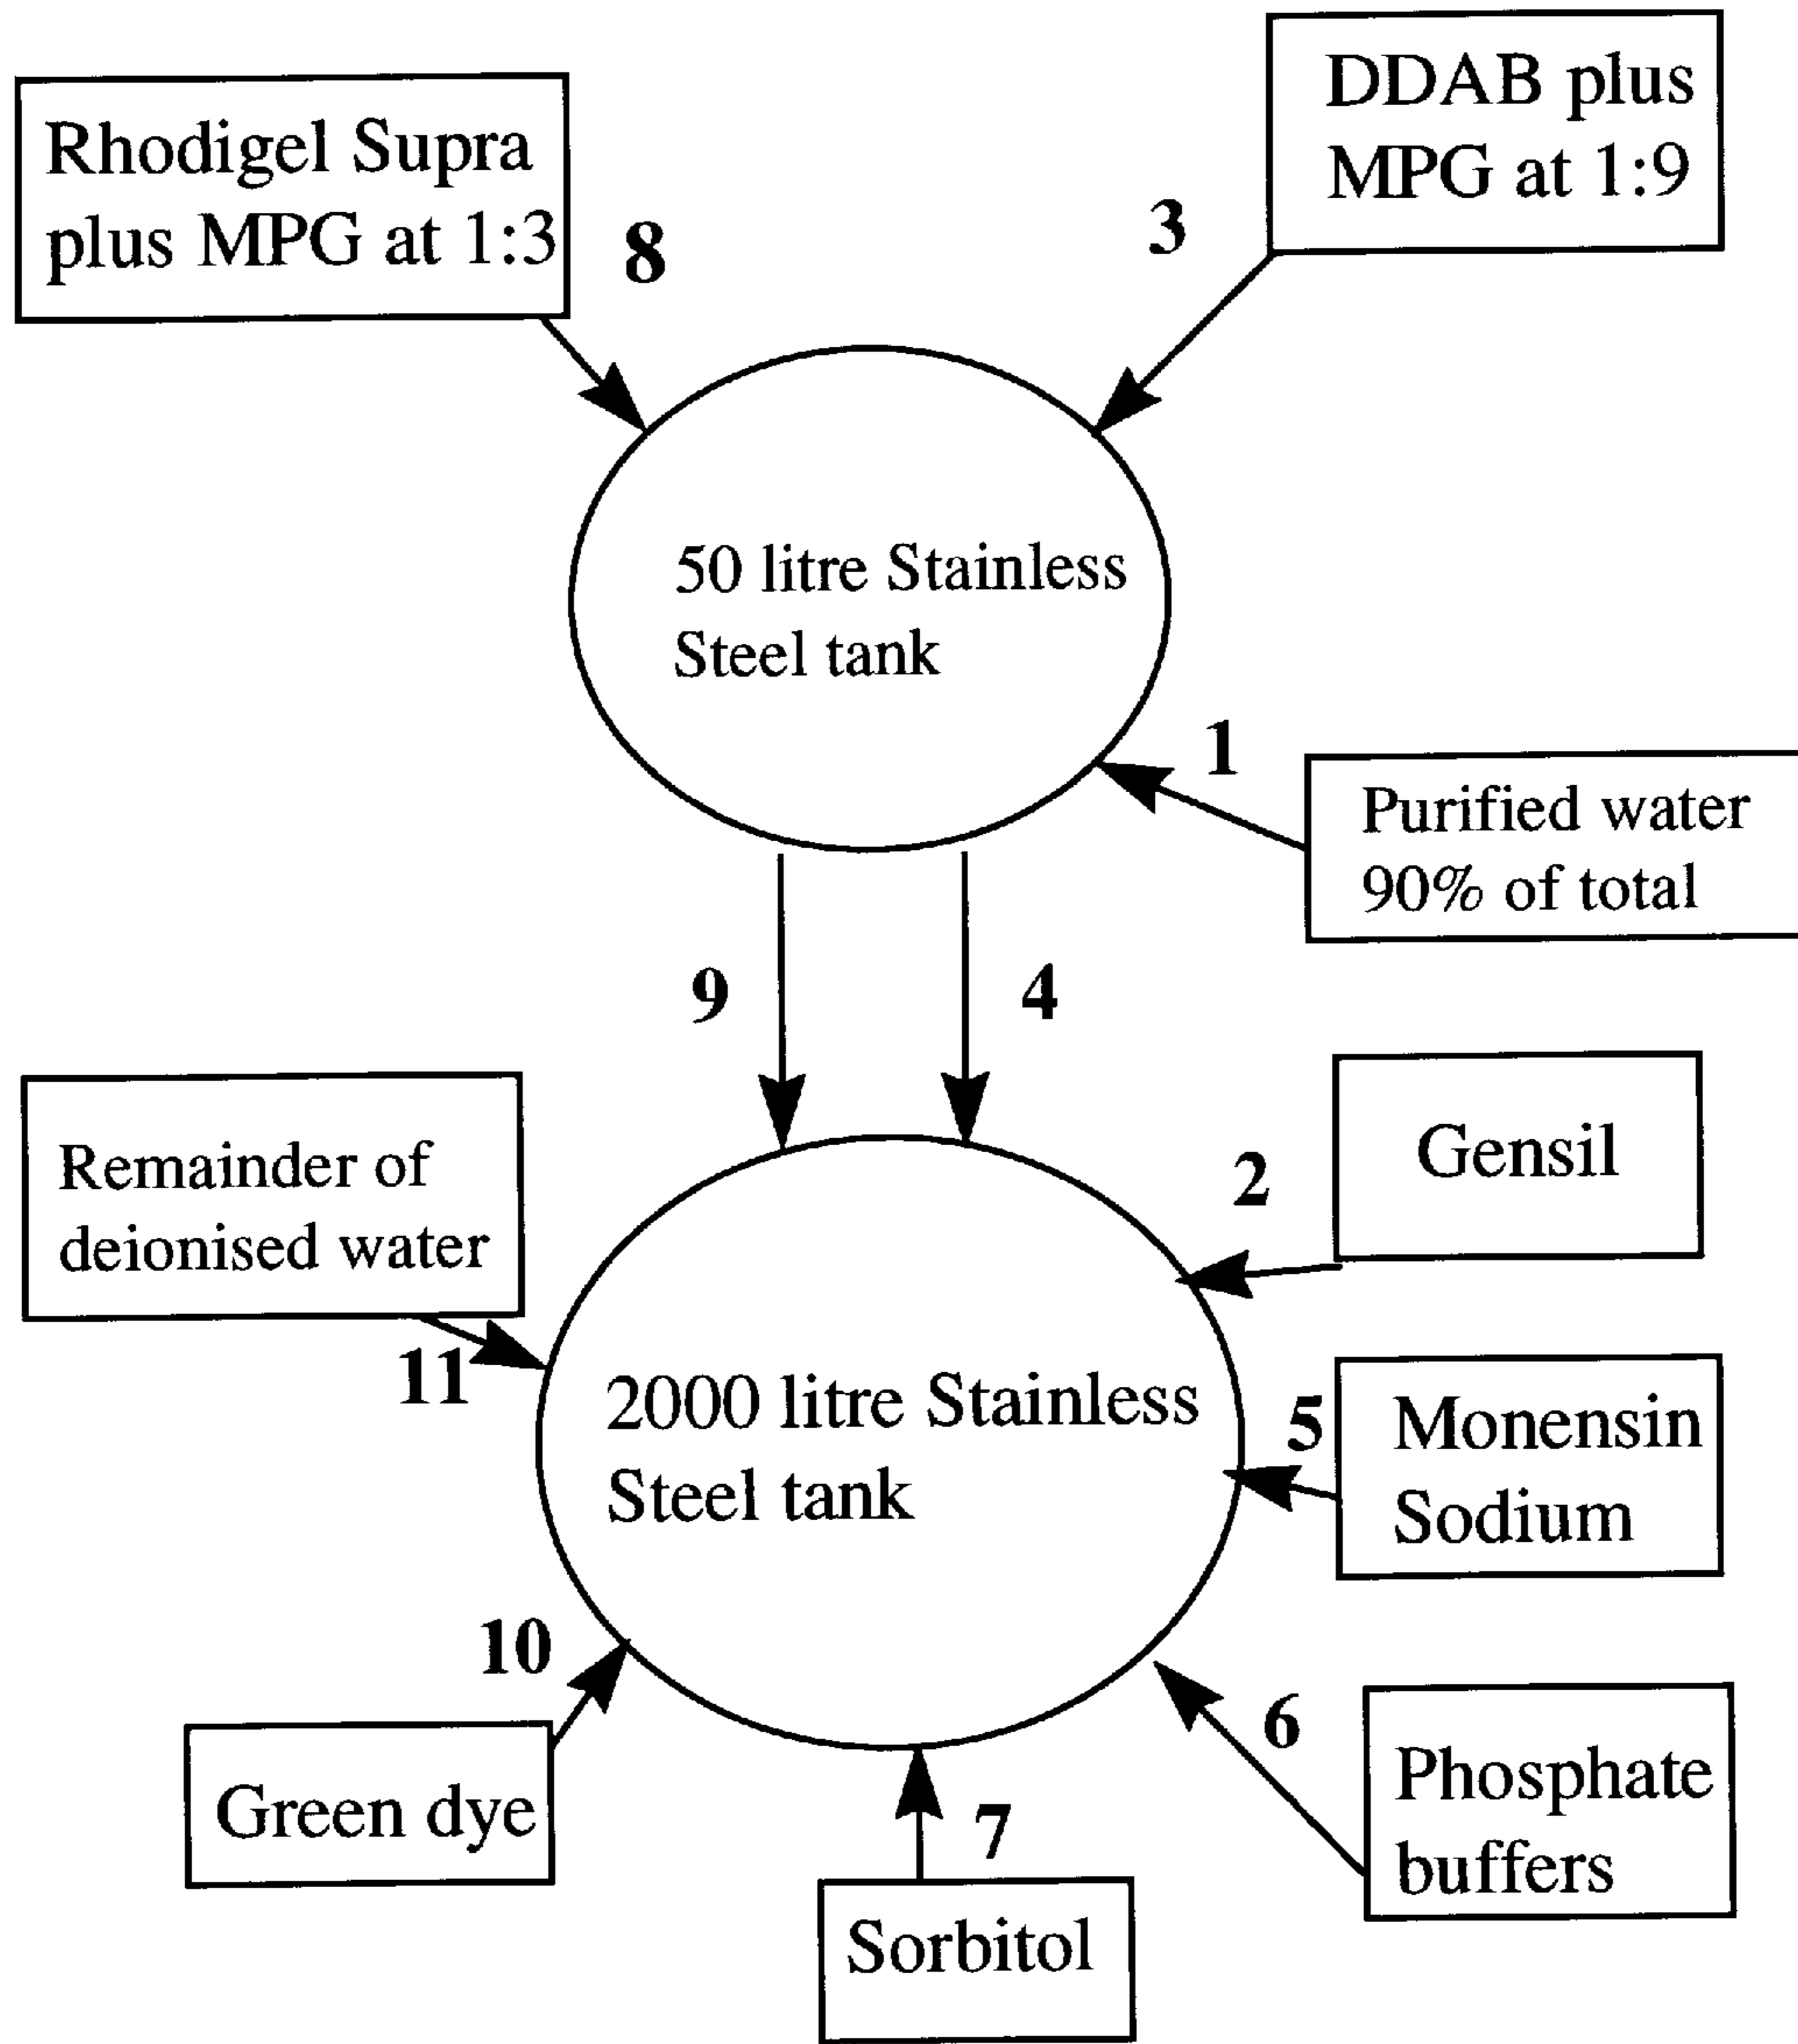 Rhodigel Supra
plus MPG at 1:3
8
DDAB plus
MPG at 1:9
3
50 litre Stainless
Steel tank
1
Purified water
90% of total
9
4
Remainder of
deionised water
11
2
Gensil
2000 litre Stainless
Steel tank
5
Monensin
Sodium
10
Green dye
7
Sorbitol
6
Phosphate
buffers